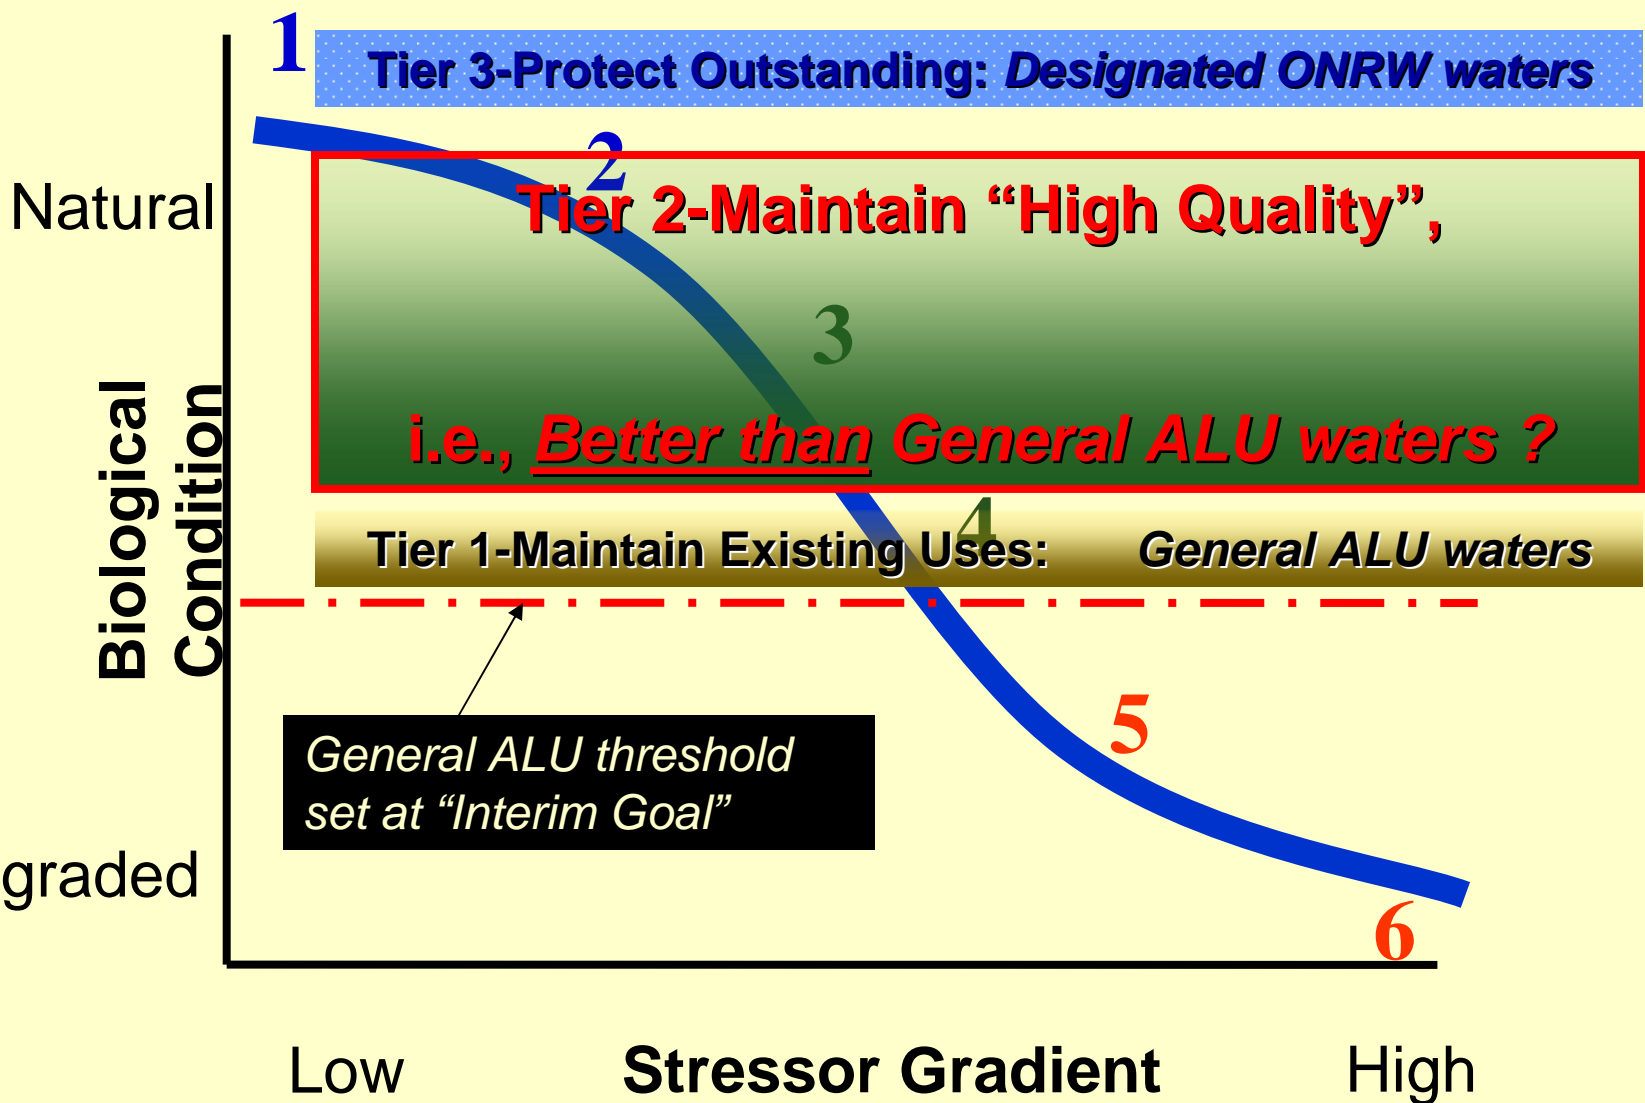 1
Tier 3-Protect Outstanding: Designated ONRW waters
2
Natural
Tier 2-Maintain “High Quality”,
3
i.e., Better than General ALU waters ?
4
Tier 1-Maintain Existing Uses: General ALU waters
Biological
Condition
General ALU threshold
set at “Interim Goal”
5
graded
6
Low Stressor Gradient High